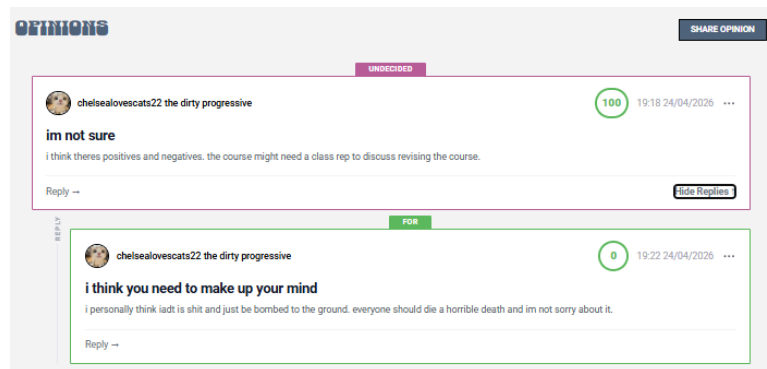 OPINIONS
SHARE OPINION
UNDECIDED
chelsealovescats22 the dirty progressive
100
19:18 24/04/2026 ...
im not sure
i think theres positives and negatives. the course might need a class rep to discuss revising the course.
Reply →
Hide Replies ↑
REPLY
FOR
chelsealovescats22 the dirty progressive
0
19:22 24/04/2026 ...
i think you need to make up your mind
i personally think iadt is shit and just be bombed to the ground. everyone should die a horrible death and im not sorry about it.
Reply →